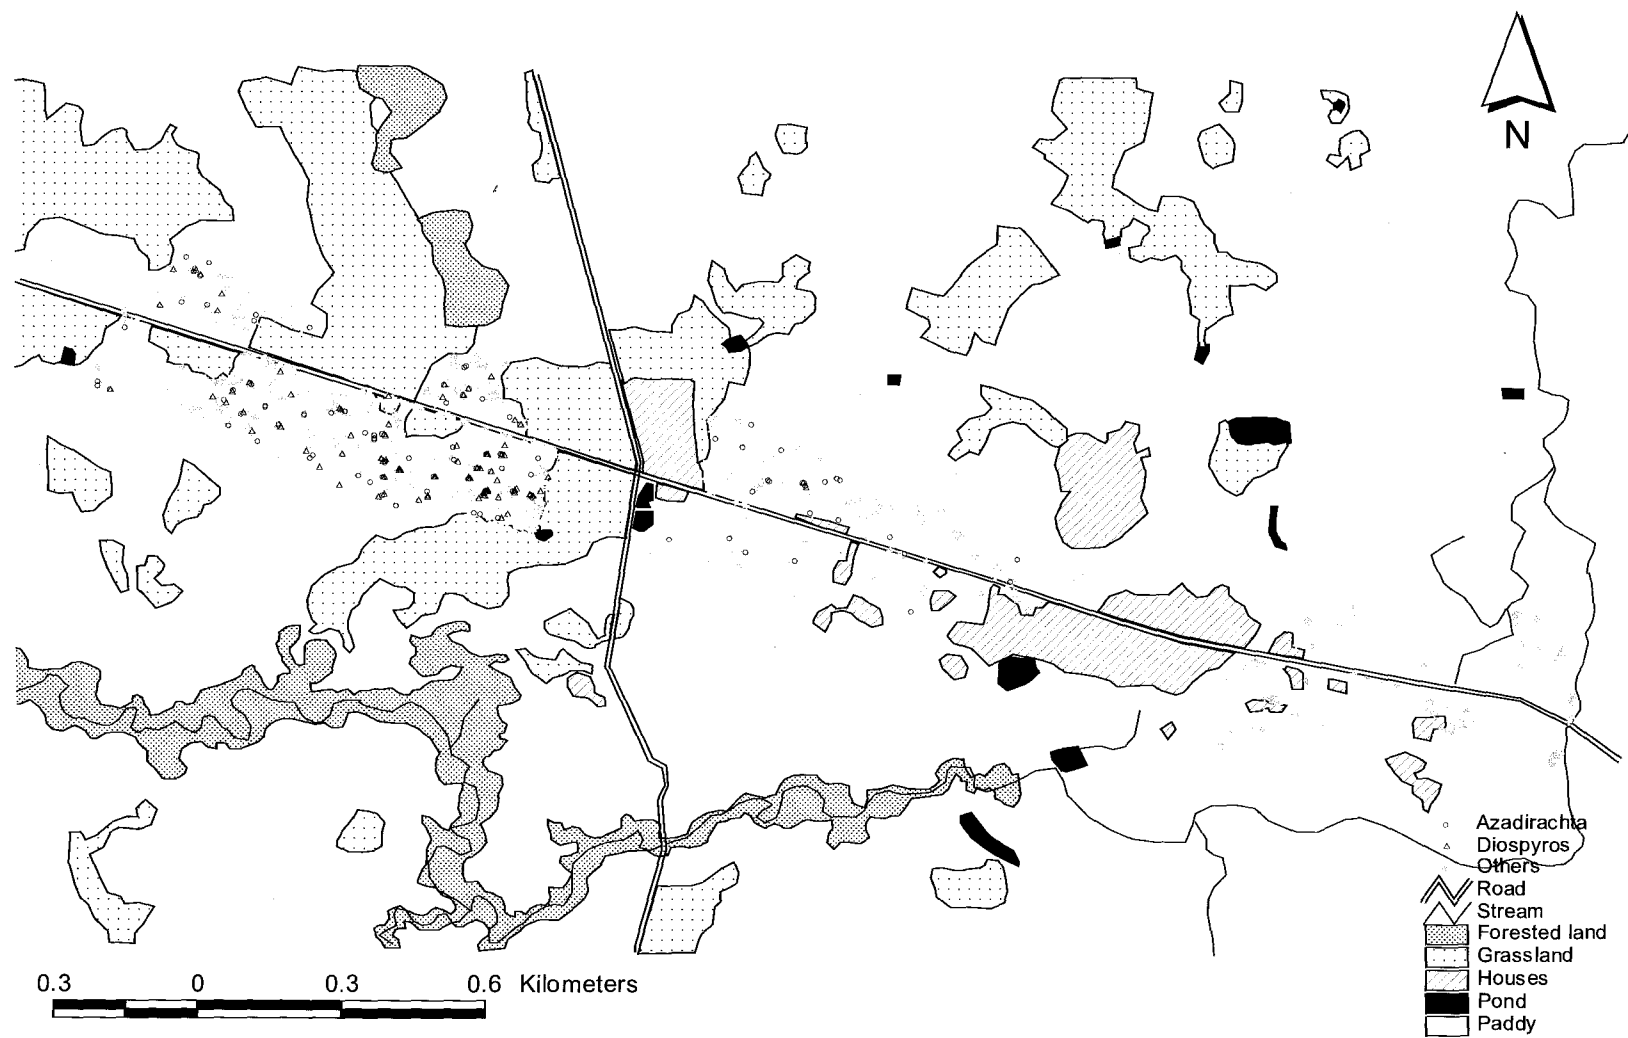 N
Azadirachta
Diospyros
Others
Road
Stream
Forested land
Grassland
Houses
Pond
Paddy
0.3 0 0.3 0.6 Kilometers